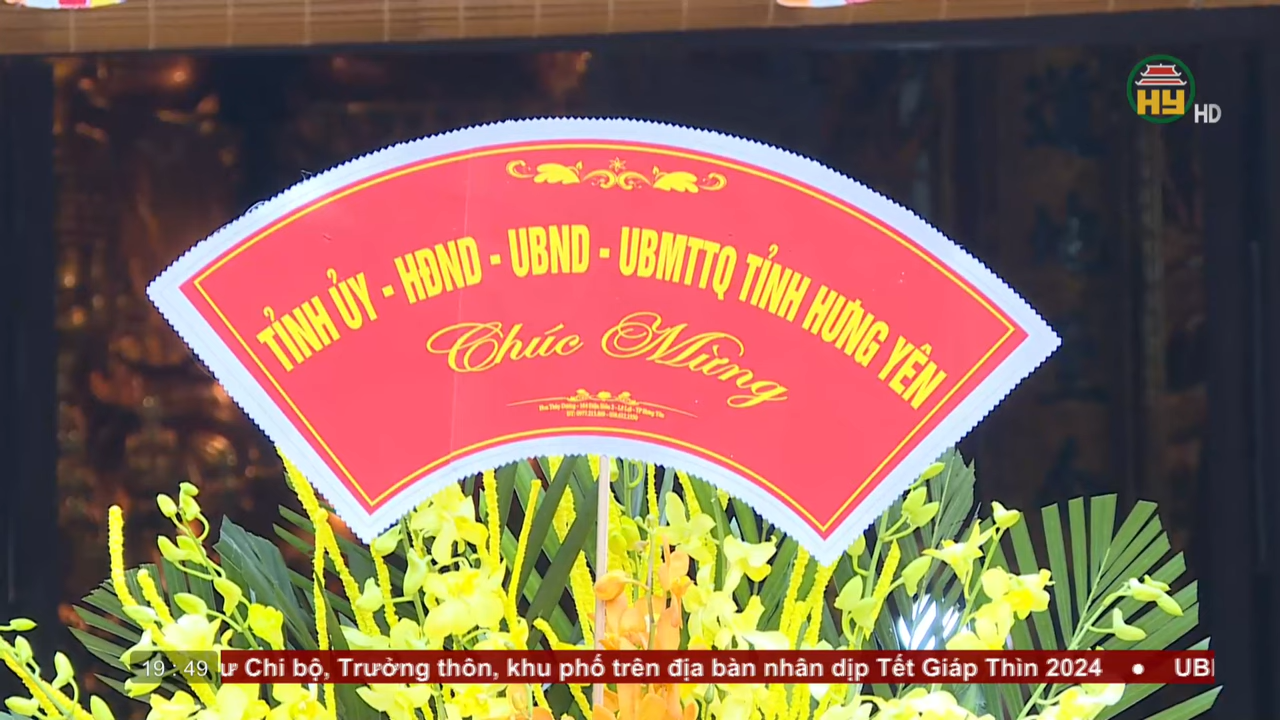 HY HD
TỈNH ỦY - HĐND - UBND - UBMTTQ TỈNH HƯNG YÊN
Chúc Mừng
19:49 ư Chi bộ, Trưởng thôn, khu phố trên địa bàn nhân dịp Tết Giáp Thìn 2024 • UB